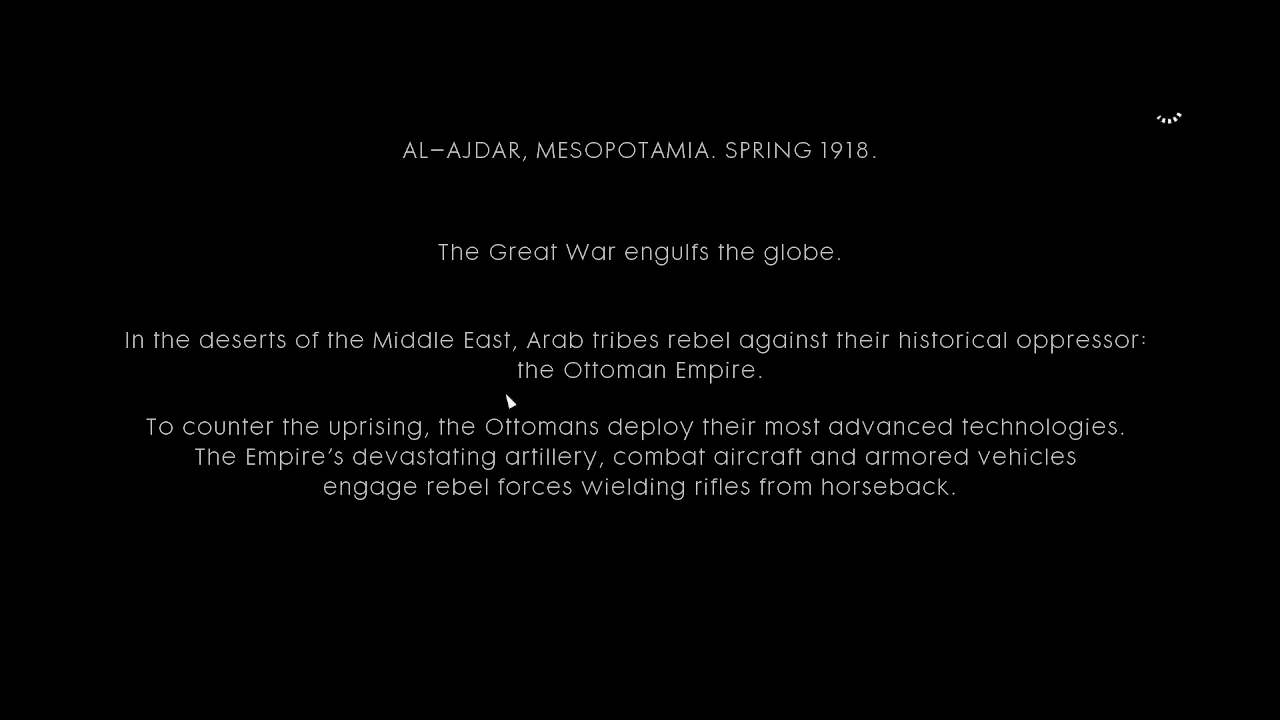 AL–AJDAR, MESOPOTAMIA. SPRING 1918.
The Great War engulfs the globe.
In the deserts of the Middle East, Arab tribes rebel against their historical oppressor:
the Ottoman Empire.
To counter the uprising, the Ottomans deploy their most advanced technologies.
The Empire's devastating artillery, combat aircraft and armored vehicles
engage rebel forces wielding rifles from horseback.